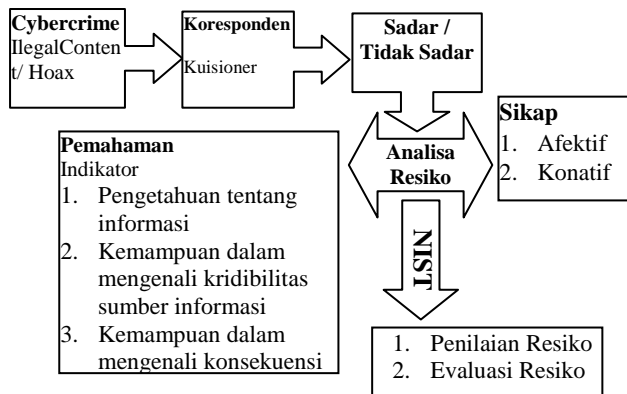 Cybercrime
IlegalConten
t/ Hoax
Koresponden
Kuisioner
Sadar /
Tidak Sadar
Pemahaman
Indikator
1. Pengetahuan tentang
informasi
2. Kemampuan dalam
mengenali kridibilitas
sumber informasi
3. Kemampuan dalam
mengenali konsekuensi
Analisa
Resiko
Sikap
1. Afektif
2. Konatif
NIST
1. Penilaian Resiko
2. Evaluasi Resiko